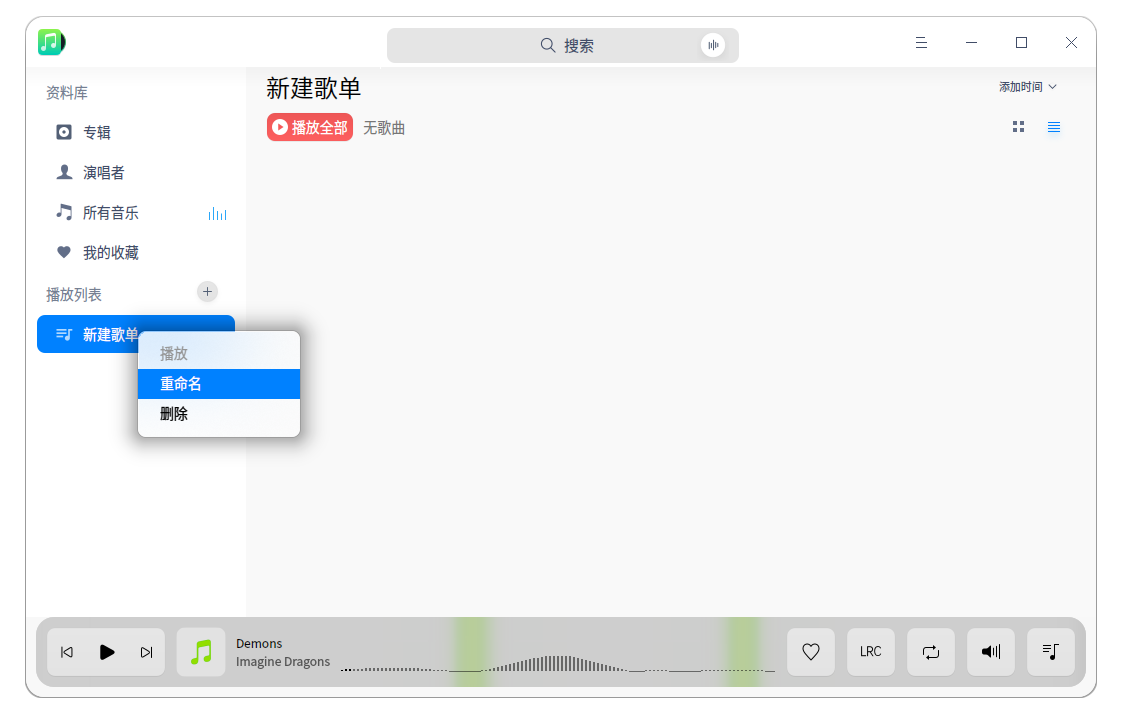 搜索
资料库
专辑
演唱者
所有音乐
我的收藏
播放列表
新建歌单
播放
重命名
删除
新建歌单
添加时间
播放全部 无歌曲
Demons
Imagine Dragons
LRC